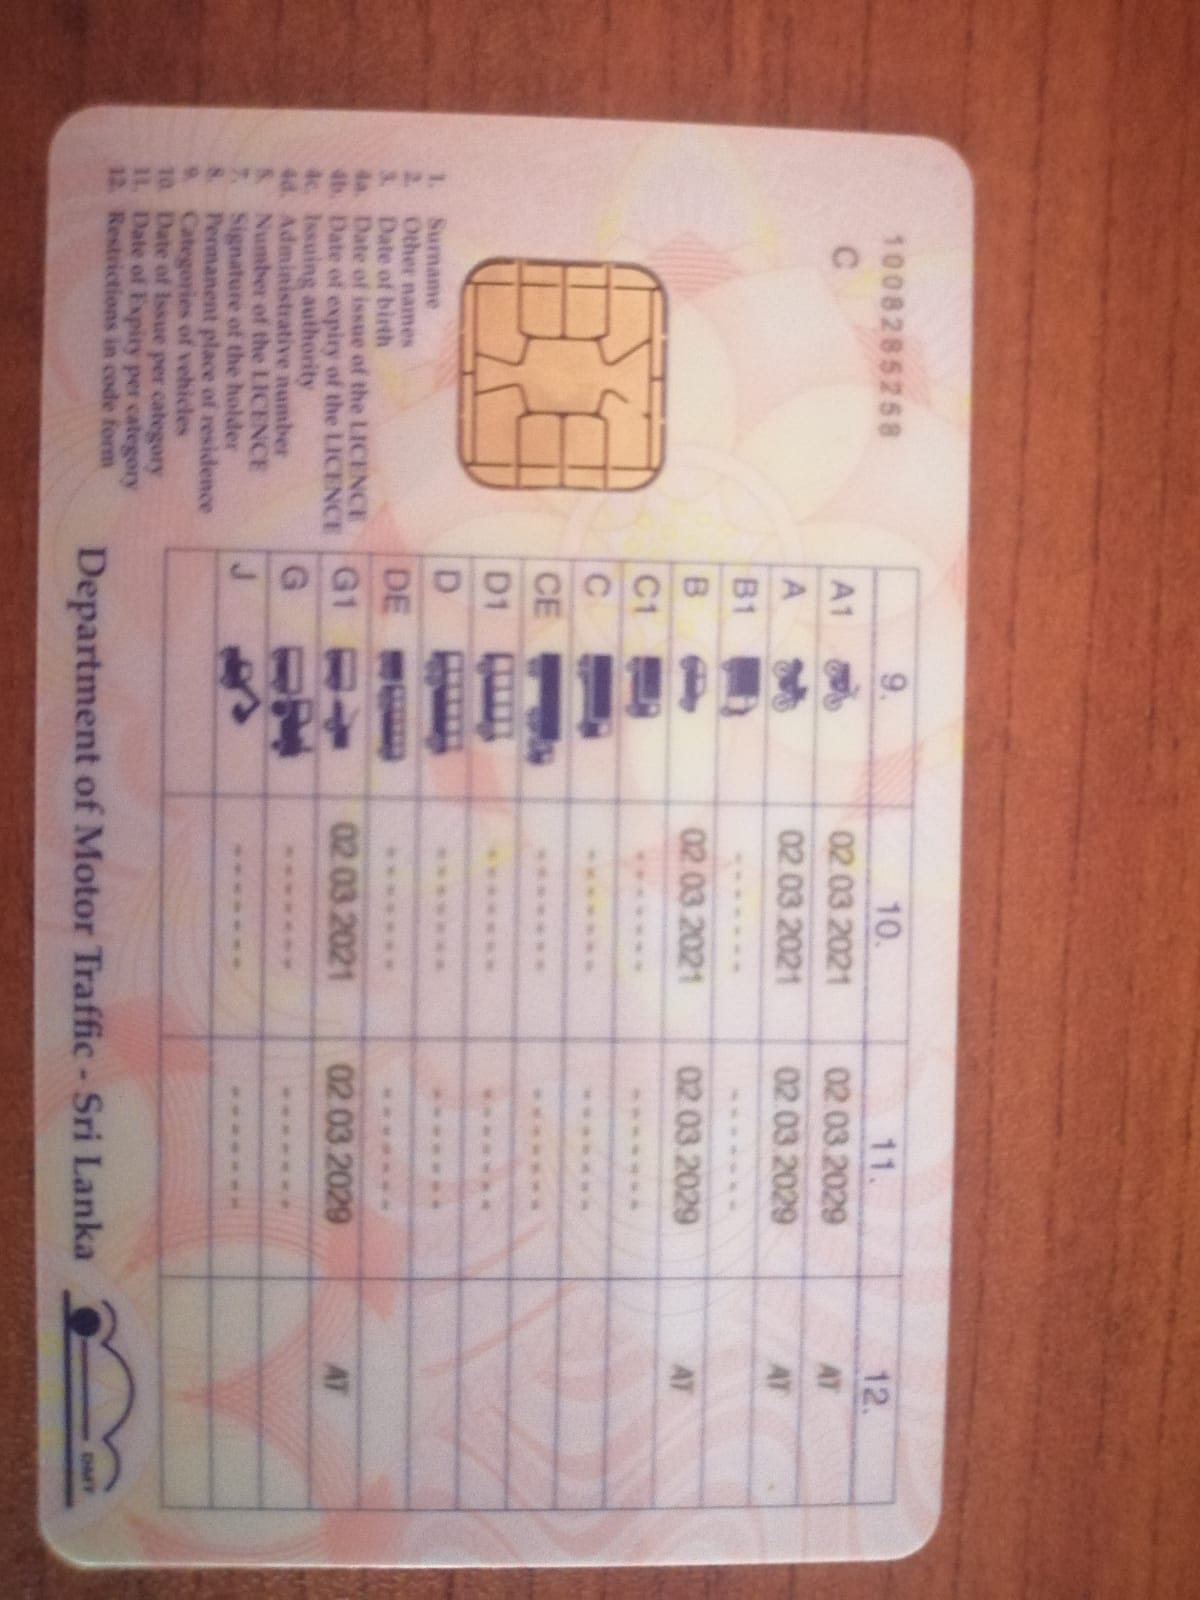 10082852758
C
1. Surname
2. Other names
3. Date of birth
4a. Date of issue of the LICENCE
4b. Date of expiry of the LICENCE
4c. Issuing authority
4d. Administrative number
5. Number of the LICENCE
7. Signature of the holder
8. Permanent place of residence
9. Categories of vehicles
10. Date of Issue per category
11. Date of Expiry per category
12. Restrictions in code form
9. 10. 11. 12.
A1 02 03 2021 02 03 2029 AT
A 02 03 2021 02 03 2029 AT
B1 ------- -------
B 02 03 2021 02 03 2029 AT
C1 ------- -------
C ------- -------
CE ------- -------
D1 ------- -------
D ------- -------
DE ------- -------
G1 02 03 2021 02 03 2029 AT
G ------- -------
J ------- -------
Department of Motor Traffic - Sri Lanka
DMT